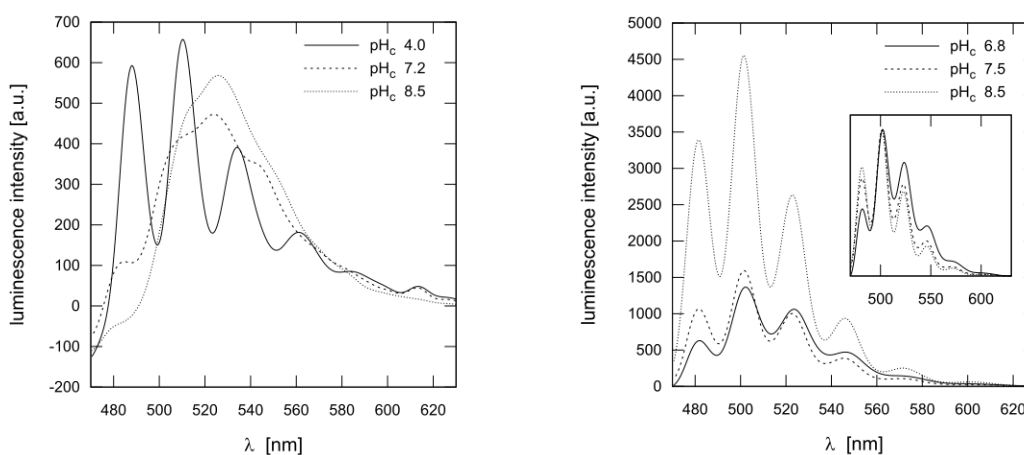 700
600
500
400
300
200
100
0
-100
-200
luminescence intensity [a.u.]
pHc 4.0
pHc 7.2
pHc 8.5
480 500 520 540 560 580 600 620
λ [nm]
5000
4500
4000
3500
3000
2500
2000
1500
1000
500
0
luminescence intensity [a.u.]
pHc 6.8
pHc 7.5
pHc 8.5
500 550 600
480 500 520 540 560 580 600 620
λ [nm]